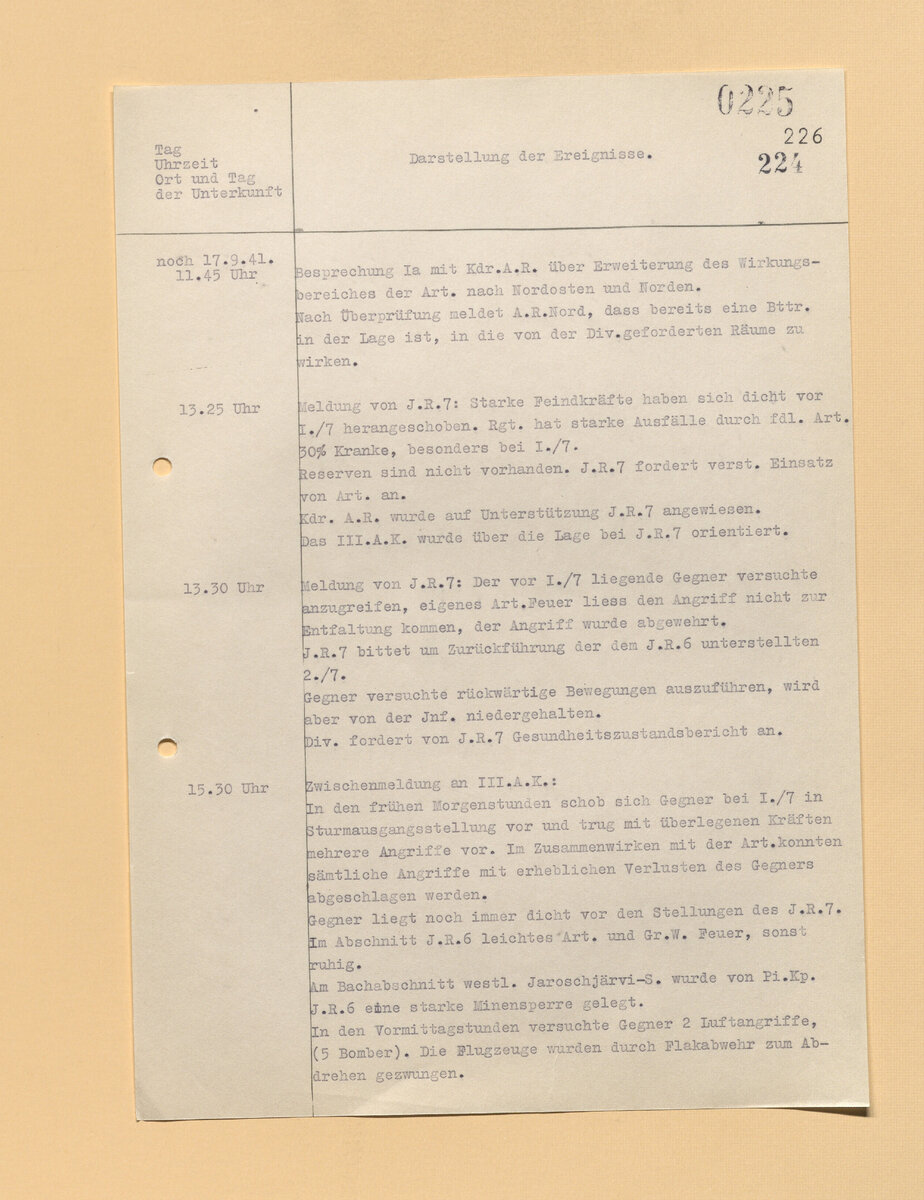 0225
226
224
Tag
Uhrzeit
Ort und Tag
der Unterkunft
Darstellung der Ereignisse.
noch 17.9.41.
11.45 Uhr
Besprechung Ia mit Kdr.A.R. über Erweiterung des Wirkungs-
bereiches der Art. nach Nordosten und Norden.
Nach Überprüfung meldet A.R.Nord, dass bereits eine Bttr.
in der Lage ist, in die von der Div.geforderten Räume zu
wirken.
13.25 Uhr
Meldung von J.R.7: Starke Feindkräfte haben sich dicht vor
I./7 herangeschoben. Rgt. hat starke Ausfälle durch fdl. Art.
30% Kranke, besonders bei I./7.
Reserven sind nicht vorhanden. J.R.7 fordert verst. Einsatz
von Art. an.
Kdr. A.R. wurde auf Unterstützung J.R.7 angewiesen.
Das III.A.K. wurde über die Lage bei J.R.7 orientiert.
13.30 Uhr
Meldung von J.R.7: Der vor I./7 liegende Gegner versuchte
anzugreifen, eigenes Art.Feuer liess den Angriff nicht zur
Entfaltung kommen, der Angriff wurde abgewehrt.
J.R.7 bittet um Zurückführung der dem J.R.6 unterstellten
2./7.
Gegner versuchte rückwärtige Bewegungen auszuführen, wird
aber von der Jnf. niedergehalten.
Div. fordert von J.R.7 Gesundheitszustandsbericht an.
15.30 Uhr
Zwischenmeldung an III.A.K.:
In den frühen Morgenstunden schob sich Gegner bei I./7 in
Sturmausgangsstellung vor und trug mit überlegenen Kräften
mehrere Angriffe vor. Im Zusammenwirken mit der Art.konnten
sämtliche Angriffe mit erheblichen Verlusten des Gegners
abgeschlagen werden.
Gegner liegt noch immer dicht vor den Stellungen des J.R.7.
Im Abschnitt J.R.6 leichtes Art. und Gr.W. Feuer, sonst
ruhig.
Am Bachabschnitt westl. Jaroschjärvi-S. wurde von Pi.Kp.
J.R.6 eine starke Minensperre gelegt.
In den Vormittagstunden versuchte Gegner 2 Luftangriffe,
(5 Bomber). Die Flugzeuge wurden durch Flakabwehr zum Ab-
drehen gezwungen.